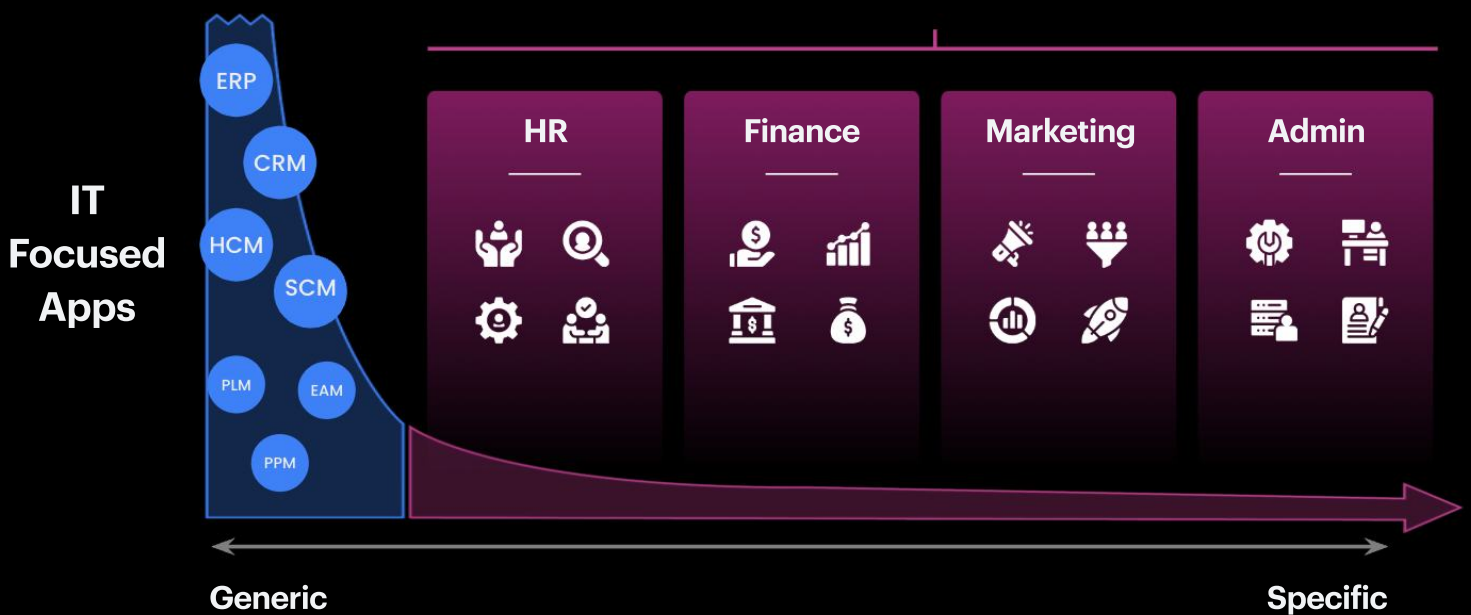 IT
Focused
Apps
ERP
CRM
HCM
SCM
PLM
EAM
PPM
HR
Finance
Marketing
Admin
$
$
$
Generic
Specific